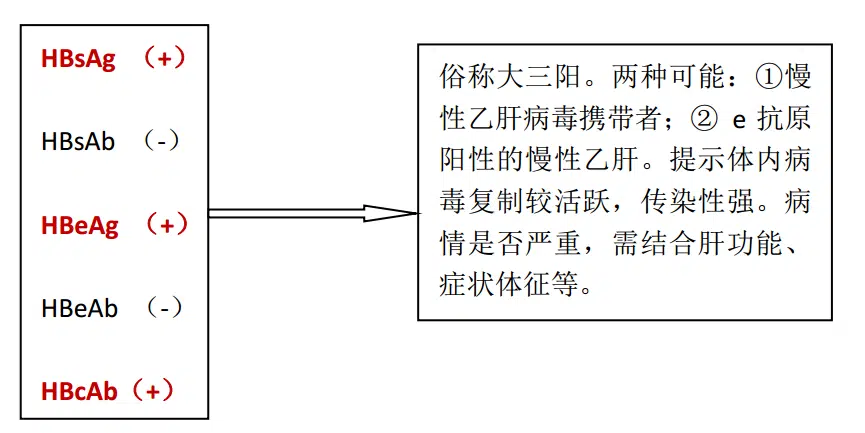 HBsAg （+）
HBsAb （-）
HBeAg （+）
HBeAb （-）
HBcAb（+）
俗称大三阳。两种可能：①慢
性乙肝病毒携带者；② e 抗原
阳性的慢性乙肝。提示体内病
毒复制较活跃，传染性强。病
情是否严重，需结合肝功能、
症状体征等。